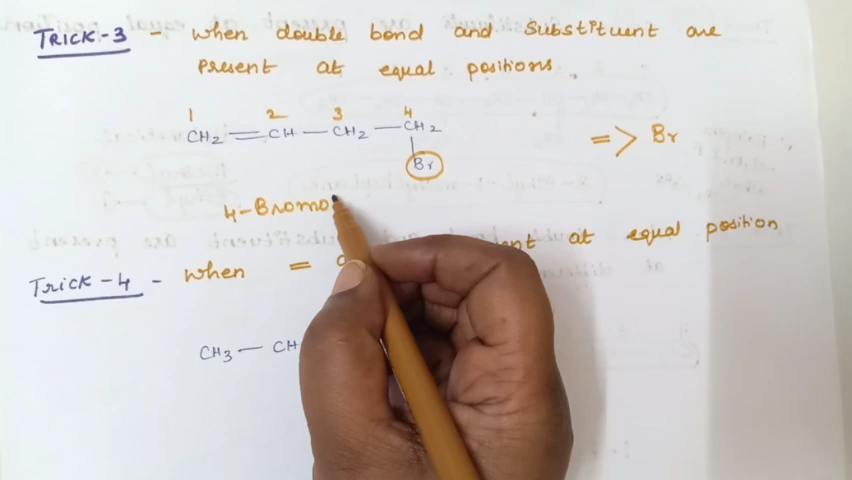 TRICK-3 - when double bond and Substituent are
Present at equal positions
1 2 3 4
CH2 = CH - CH2 - CH2 => Br
Br
4-Bromo
Trick-4 - when = at equal position
CH3 - CH